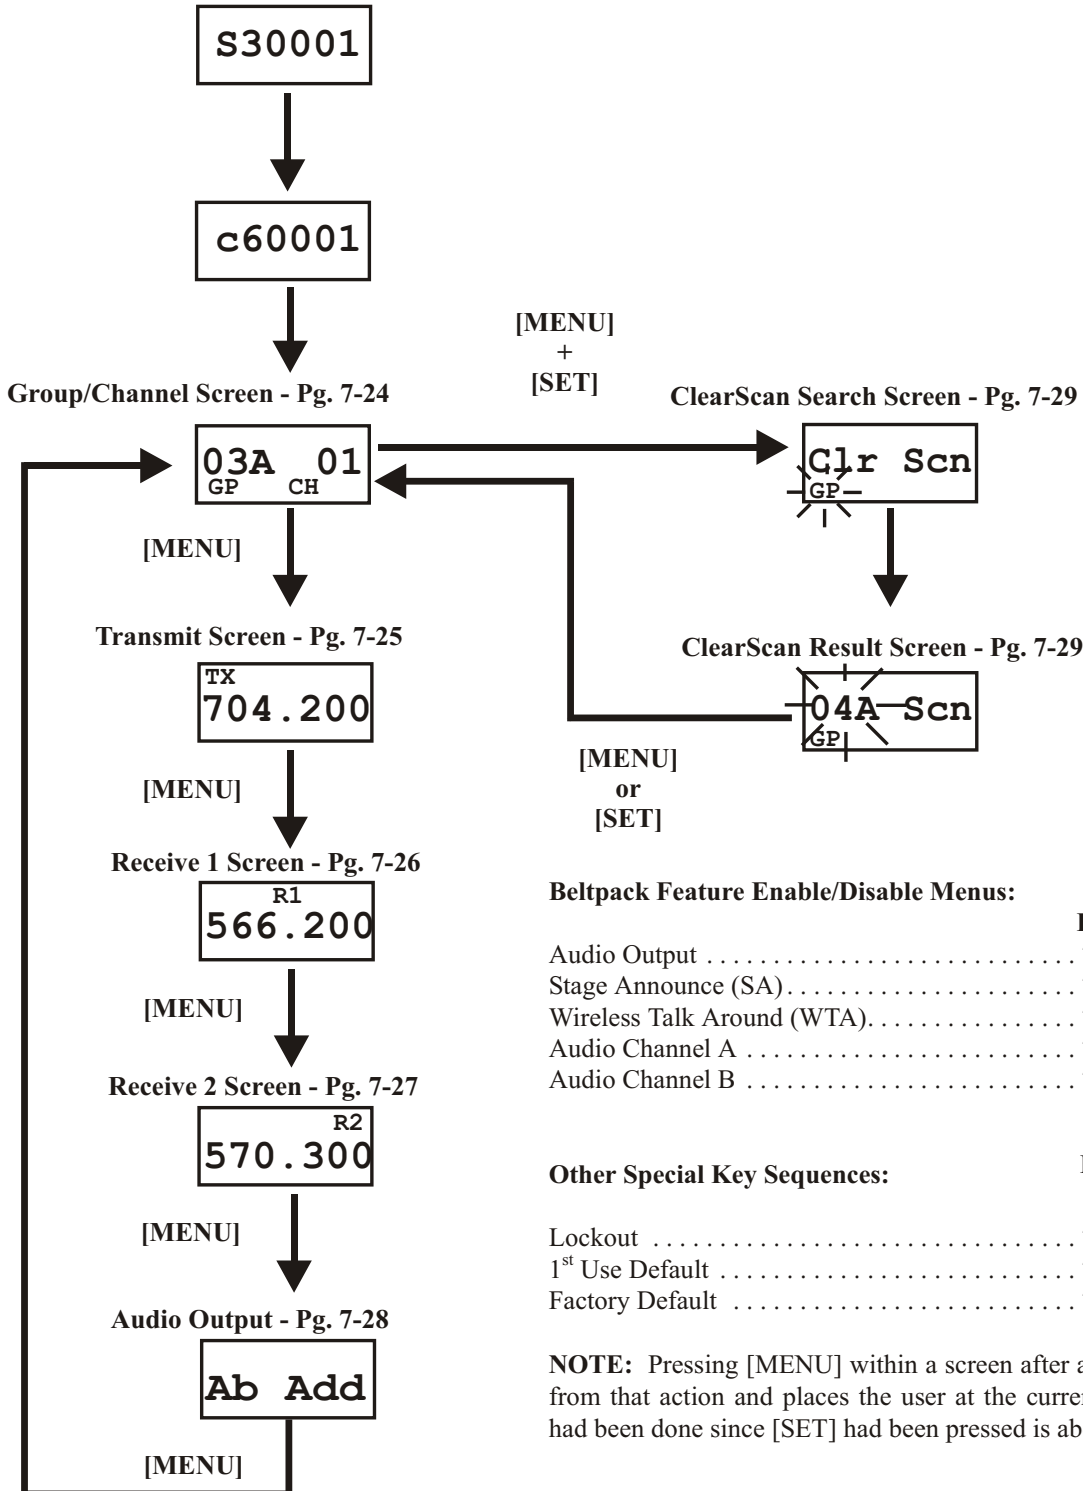 S30001
c60001
[MENU]
+
[SET]
Group/Channel Screen - Pg. 7-24
03A 01
GP CH
ClearScan Search Screen - Pg. 7-29
Clr Scn
GP
[MENU]
Transmit Screen - Pg. 7-25
TX
704.200
ClearScan Result Screen - Pg. 7-29
04A Scn
GP
[MENU]
or
[SET]
[MENU]
Receive 1 Screen - Pg. 7-26
R1
566.200
[MENU]
Receive 2 Screen - Pg. 7-27
R2
570.300
[MENU]
Audio Output - Pg. 7-28
Ab Add
[MENU]
Beltpack Feature Enable/Disable Menus:
Audio Output . . . . . . . . . . . . . . . . . . . . . . . . . . . .
Stage Announce (SA) . . . . . . . . . . . . . . . . . . . . . .
Wireless Talk Around (WTA). . . . . . . . . . . . . . . .
Audio Channel A . . . . . . . . . . . . . . . . . . . . . . . . .
Audio Channel B . . . . . . . . . . . . . . . . . . . . . . . . .
Other Special Key Sequences:
Lockout . . . . . . . . . . . . . . . . . . . . . . . . . . . . . . . .
1st Use Default . . . . . . . . . . . . . . . . . . . . . . . . . . .
Factory Default . . . . . . . . . . . . . . . . . . . . . . . . . .
NOTE: Pressing [MENU] within a screen after a
from that action and places the user at the curren
had been done since [SET] had been pressed is ab